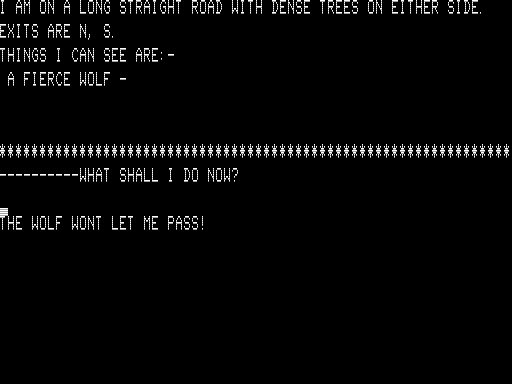 I AM ON A LONG STRAIGHT ROAD WITH DENSE TREES ON EITHER SIDE.
EXITS ARE N, S.
THINGS I CAN SEE ARE:-
A FIERCE WOLF -
****************************************************************
----------WHAT SHALL I DO NOW?
THE WOLF WONT LET ME PASS!